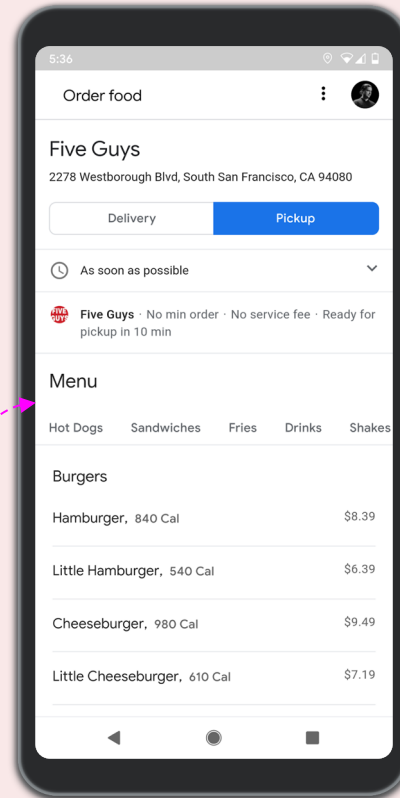 5:36
Order food
Five Guys
2278 Westborough Blvd, South San Francisco, CA 94080
Delivery
Pickup
As soon as possible
FIVE
GUYS
Five Guys · No min order · No service fee · Ready for
pickup in 10 min
Menu
Hot Dogs Sandwiches Fries Drinks Shakes
Burgers
Hamburger, 840 Cal $8.39
Little Hamburger, 540 Cal $6.39
Cheeseburger, 980 Cal $9.49
Little Cheeseburger, 610 Cal $7.19